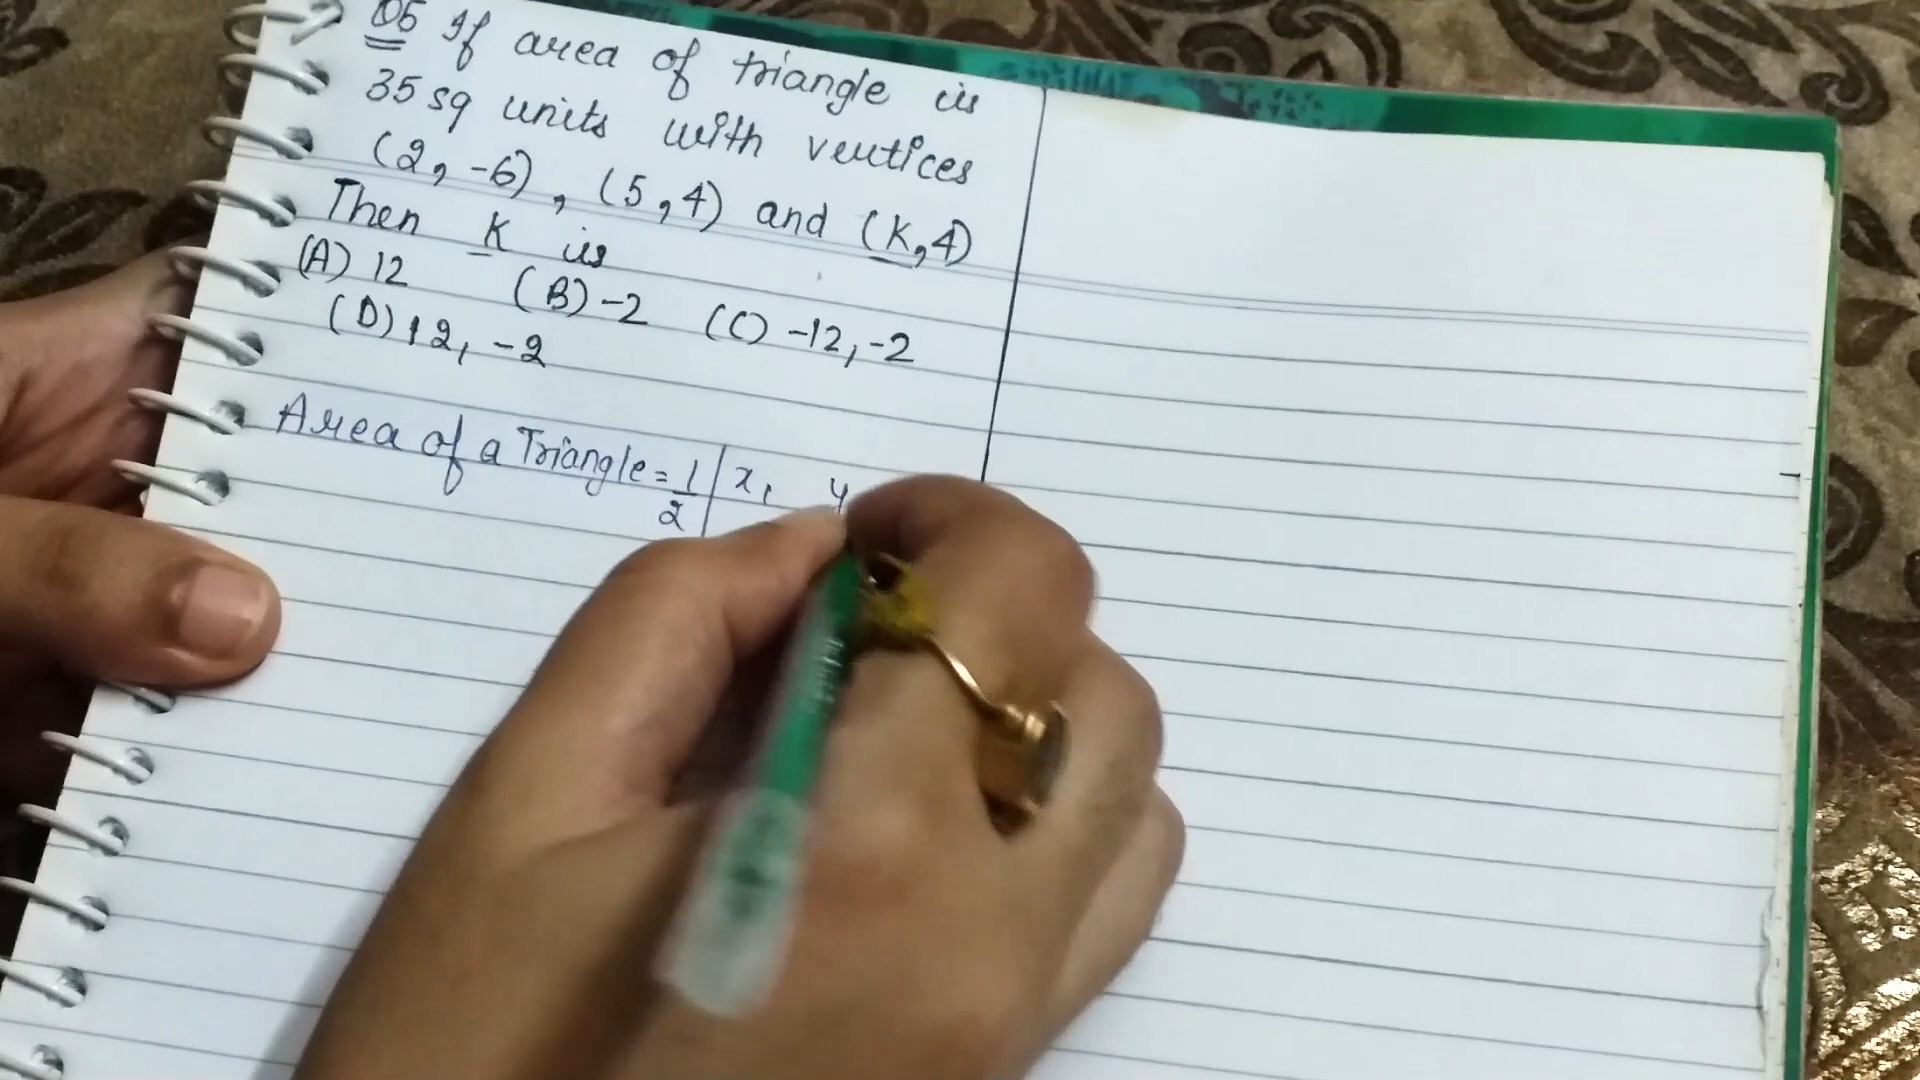 Q5 If area of triangle is
35 sq units with vertices
(2, -6), (5,4) and (K,4)
Then K is
(A) 12 (B) -2 (C) -12, -2
(D) 12, -2
Area of a Triangle = 1/2 | x₁ y